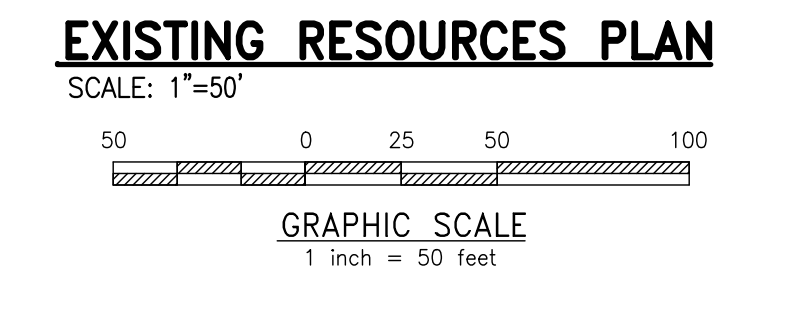 EXISTING RESOURCES PLAN
SCALE: 1"=50'
50 0 25 50 100
GRAPHIC SCALE
1 inch = 50 feet